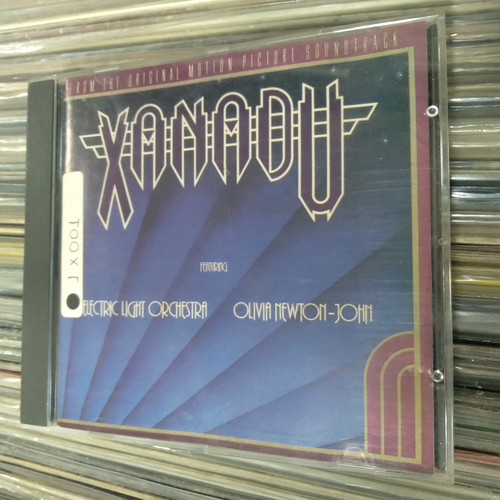 FROM THE ORIGINAL MOTION PICTURE SOUNDTRACK
XANADU
FEATURING
ELECTRIC LIGHT ORCHESTRA OLIVIA NEWTON-JOHN